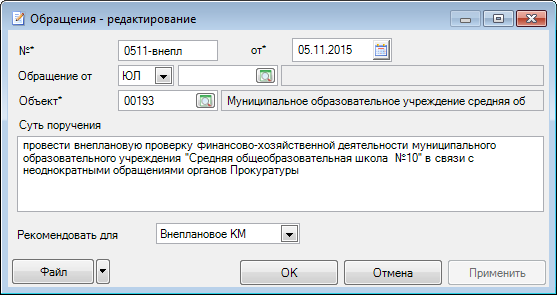 Обращения - редактирование
№* 0511-внепл от* 05.11.2015
Обращение от ЮЛ
Объект* 00193 Муниципальное образовательное учреждение средняя об
Суть поручения
провести внеплановую проверку финансово-хозяйственной деятельности муниципального
образовательного учреждения "Средняя общеобразовательная школа №10" в связи с
неоднократными обращениями органов Прокуратуры
Рекомендовать для Внеплановое КМ
Файл OK Отмена Применить